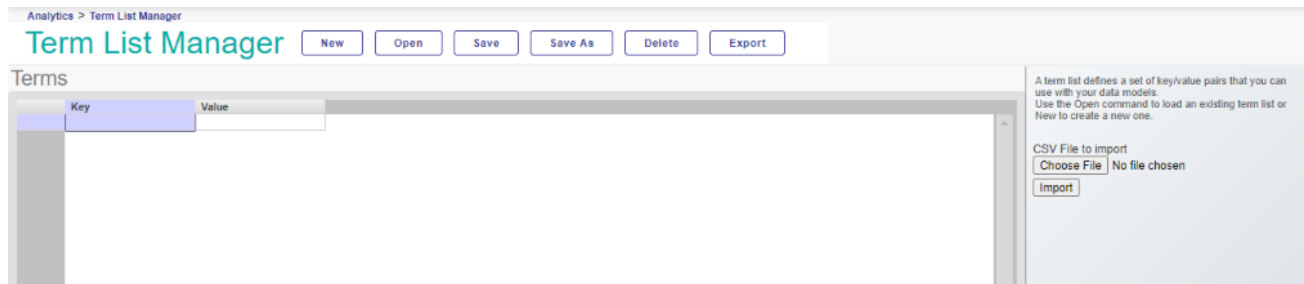 Analytics > Term List Manager
Term List Manager New Open Save Save As Delete Export
Terms
Key Value
A term list defines a set of key/value pairs that you can
use with your data models.
Use the Open command to load an existing term list or
New to create a new one.
CSV File to import
Choose File No file chosen
Import